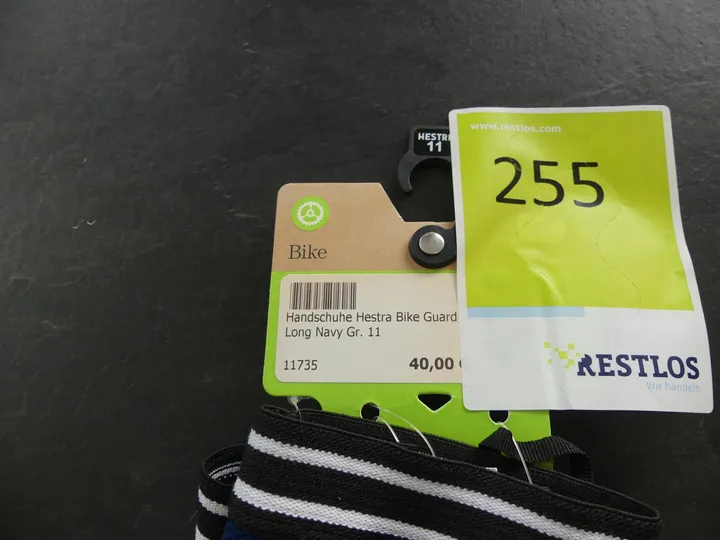 HESTRA
11
www.restlos.com
255
Bike
Handschuhe Hestra Bike Guard
Long Navy Gr. 11
11735
40,00 €
RESTLOS
Wir handeln.